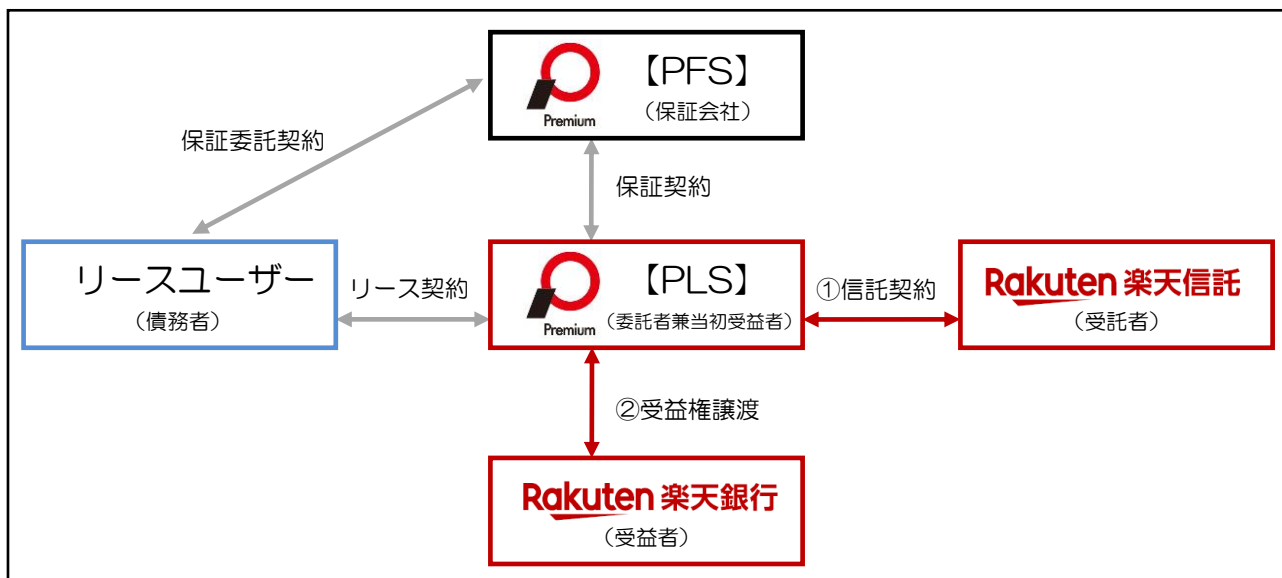 【PFS】
Premium
（保証会社）
保証委託契約
保証契約
リースユーザー
（債務者）
リース契約
【PLS】
Premium
（委託者兼当初受益者）
①信託契約
Rakuten 楽天信託
（受託者）
②受益権譲渡
Rakuten 楽天銀行
（受益者）